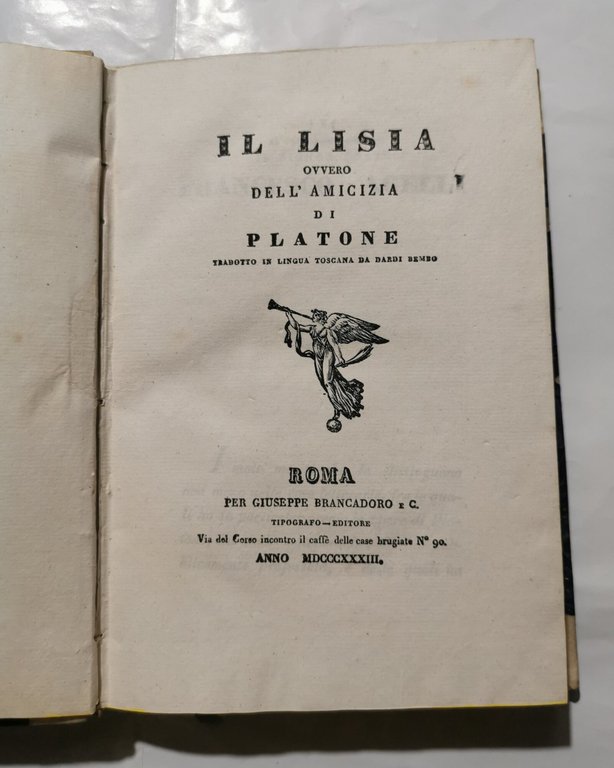 IL LISIA
OVVERO
DELL' AMICIZIA
DI
PLATONE
TRADOTTO IN LINGUA TOSCANA DA DARDI BEMBO
ROMA
PER GIUSEPPE BRANCADORO E C.
TIPOGRAFO—EDITORE
Via del Corso incontro il caffè delle case brugiate N° 90.
ANNO MDCCCXXXIII.